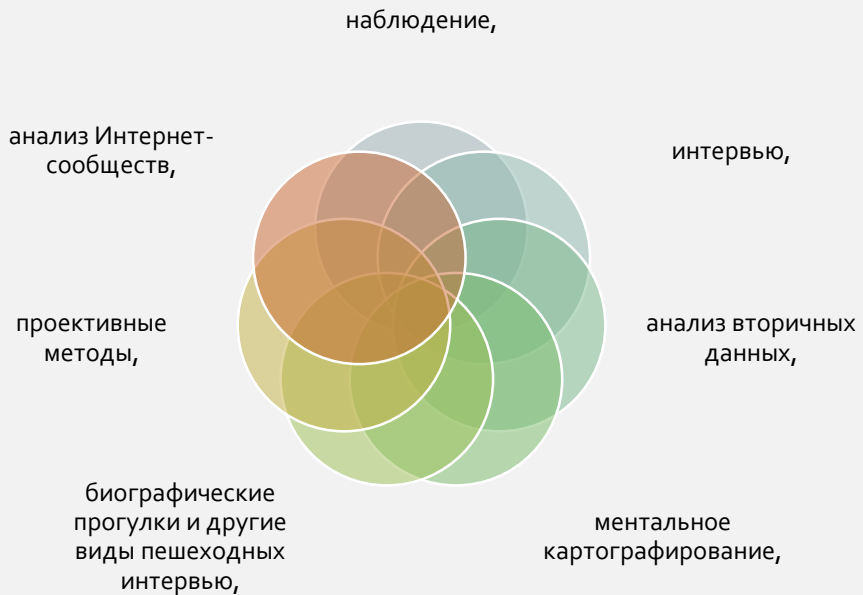 наблюдение,
интервью,
анализ вторичных
данных,
ментальное
картографирование,
биографические
прогулки и другие
виды пешеходных
интервью,
проективные
методы,
анализ Интернет-
сообществ,